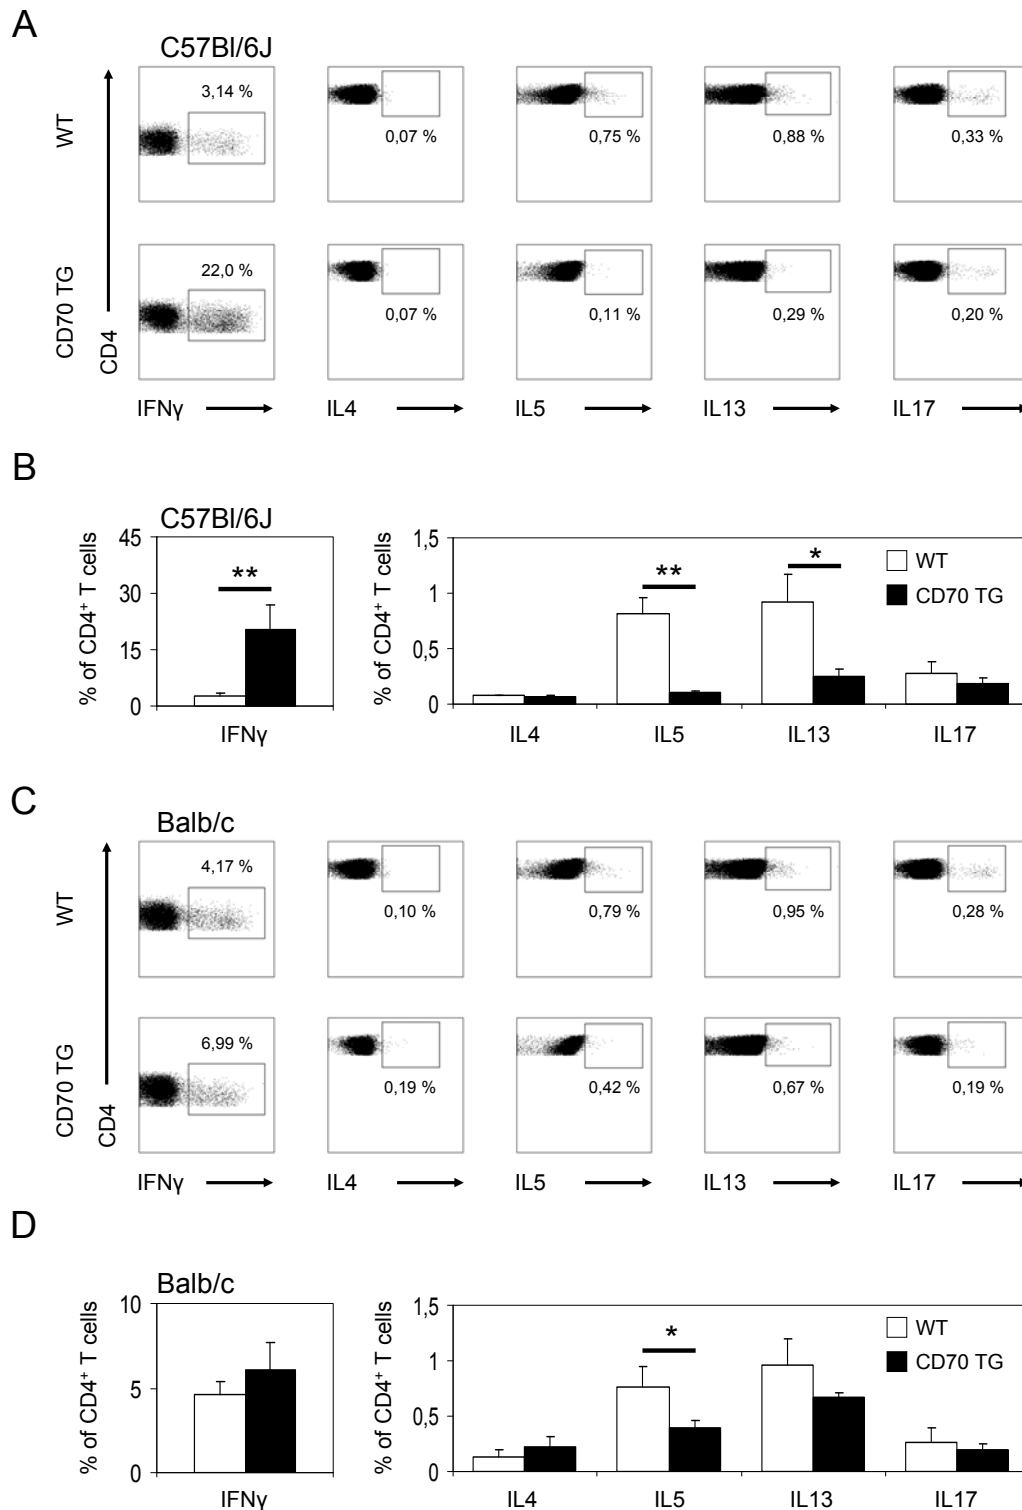 A
C57Bl/6J
WT
3,14 %
0,07 %
0,75 %
0,88 %
0,33 %
CD70 TG
CD4
22,0 %
0,07 %
0,11 %
0,29 %
0,20 %
IFNγ
IL4
IL5
IL13
IL17
B
C57Bl/6J
% of CD4⁺ T cells
45
30
15
0
**
IFNγ
% of CD4⁺ T cells
1,5
1
0,5
0
**
*
WT
CD70 TG
IL4
IL5
IL13
IL17
C
Balb/c
WT
4,17 %
0,10 %
0,79 %
0,95 %
0,28 %
CD70 TG
CD4
6,99 %
0,19 %
0,42 %
0,67 %
0,19 %
IFNγ
IL4
IL5
IL13
IL17
D
Balb/c
% of CD4⁺ T cells
10
5
0
IFNγ
% of CD4⁺ T cells
1,5
1
0,5
0
*
WT
CD70 TG
IL4
IL5
IL13
IL17